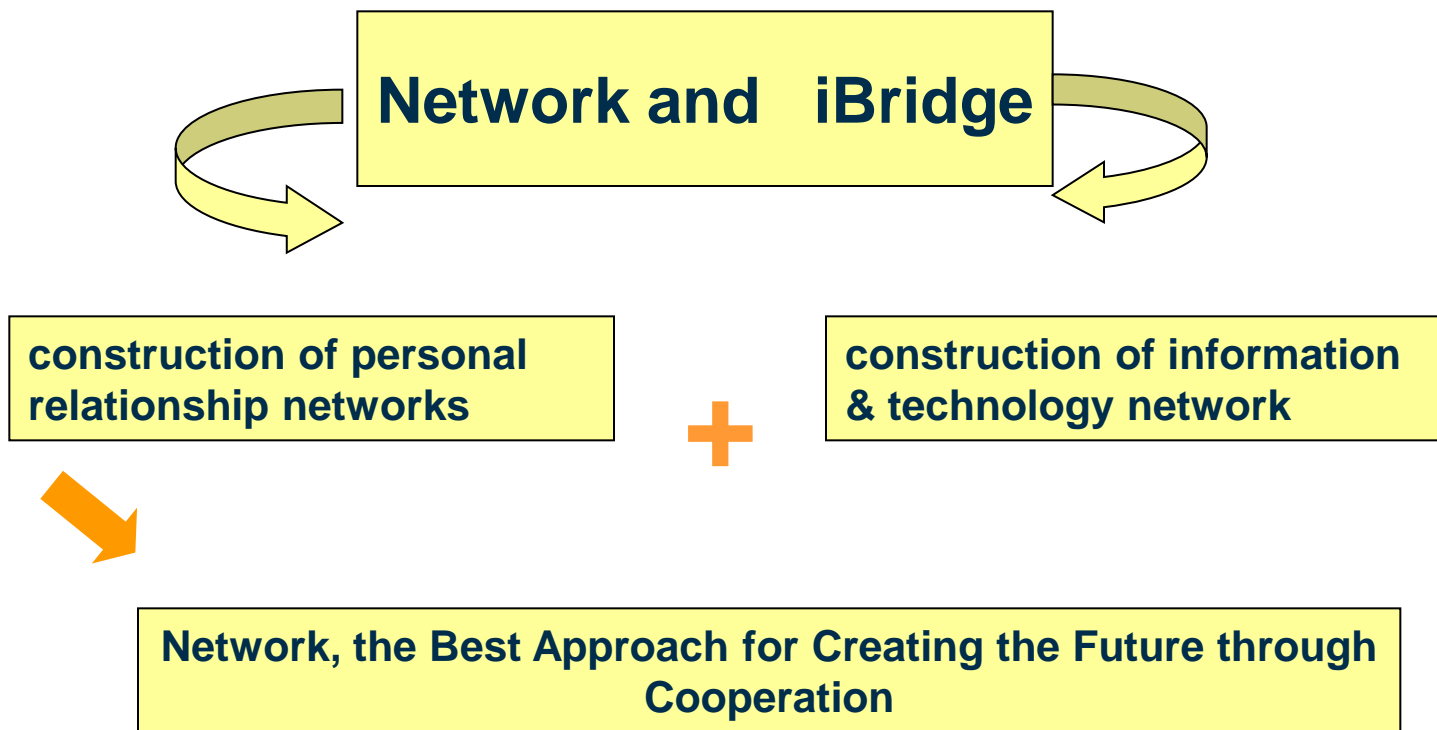 Network and iBridge
construction of personal
relationship networks
construction of information
& technology network
+
Network, the Best Approach for Creating the Future through
Cooperation